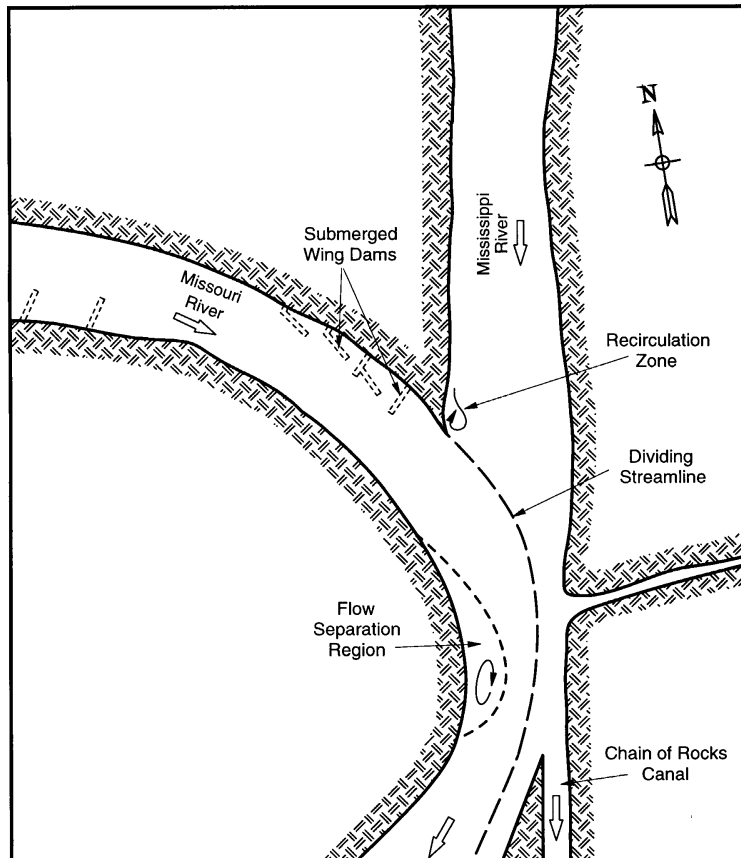 N
Submerged
Wing Dams
Mississippi
River
Missouri
River
Recirculation
Zone
Dividing
Streamline
Flow
Separation
Region
Chain of Rocks
Canal